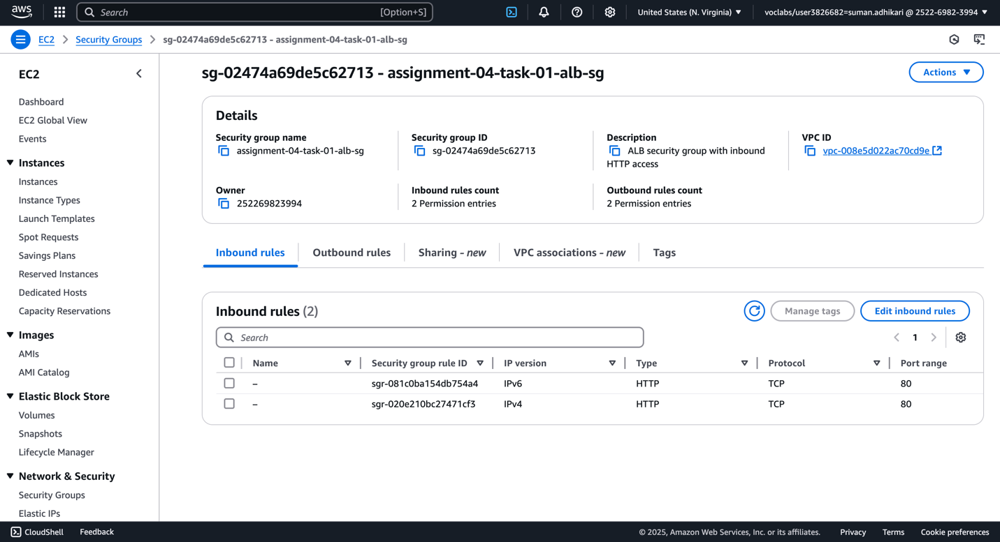 aws
Search [Option+S] United States (N. Virginia) voclabs/user3826682=suman.adhikari @ 2522-6982-3994
EC2 Security Groups sg-02474a69de5c62713 - assignment-04-task-01-alb-sg
EC2
Dashboard
EC2 Global View
Events
Instances
Instances
Instance Types
Launch Templates
Spot Requests
Savings Plans
Reserved Instances
Dedicated Hosts
Capacity Reservations
Images
AMIs
AMI Catalog
Elastic Block Store
Volumes
Snapshots
Lifecycle Manager
Network & Security
Security Groups
Elastic IPs
sg-02474a69de5c62713 - assignment-04-task-01-alb-sg
Actions
Details
Security group name
assignment-04-task-01-alb-sg
Security group ID
sg-02474a69de5c62713
Description
ALB security group with inbound
HTTP access
VPC ID
vpc-008e5d022ac70cd9e
Owner
252269823994
Inbound rules count
2 Permission entries
Outbound rules count
2 Permission entries
Inbound rules Outbound rules Sharing - new VPC associations - new Tags
Inbound rules (2)
Manage tags Edit inbound rules
Search
1
Name Security group rule ID IP version Type Protocol Port range
– sgr-081c0ba154db754a4 IPv6 HTTP TCP 80
– sgr-020e210bc27471cf3 IPv4 HTTP TCP 80
CloudShell Feedback © 2025, Amazon Web Services, Inc. or its affiliates. Privacy Terms Cookie preferences